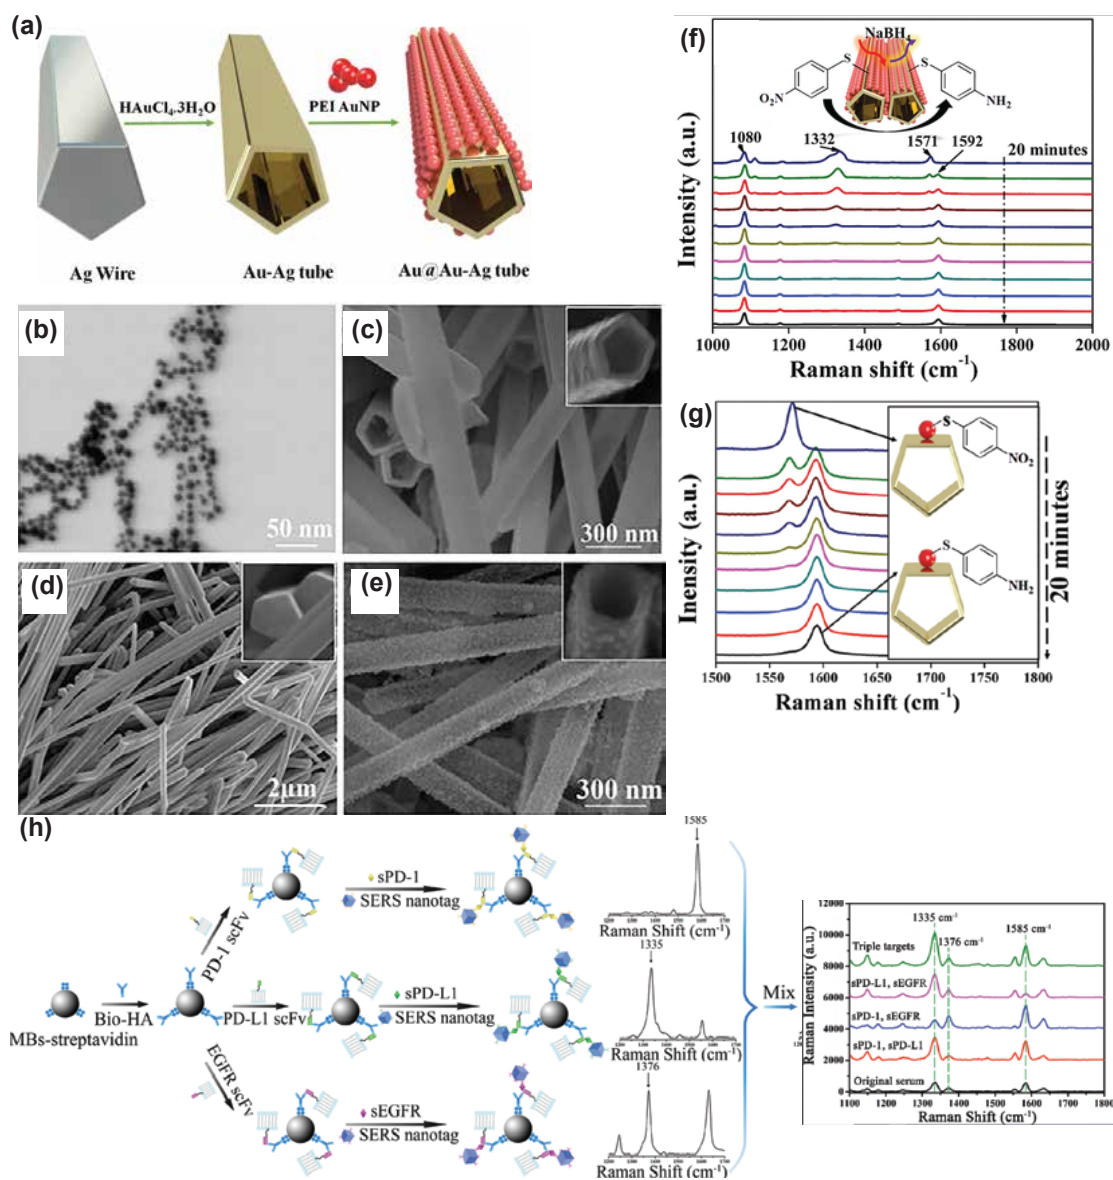 (a)
HAuCl4.3H2O
PEI AuNP
Ag Wire
Au-Ag tube
Au@Au-Ag tube
(b)
50 nm
(c)
300 nm
(d)
2μm
(e)
300 nm
(f)
NaBH4
S
S
O2N
NH2
1080
1332
1571
1592
20 minutes
Intensity (a.u.)
1000 1200 1400 1600 1800 2000
Raman shift (cm-1)
(g)
S
NO2
S
NH2
20 minutes
Inensity (a.u.)
1500 1550 1600 1650 1700 1750 1800
Raman shift (cm-1)
(h)
MBs-streptavidin
Bio-HA
PD-1 scFv
PD-L1 scFv
EGFR scFv
sPD-1
SERS nanotag
sPD-L1
SERS nanotag
sEGFR
SERS nanotag
1585
Raman Shift (cm-1)
1335
Raman Shift (cm-1)
1376
Raman Shift (cm-1)
Mix
Raman Intensity (a.u.)
12000
10000
8000
6000
4000
2000
0
1335 cm-1
1376 cm-1
1585 cm-1
Triple targets
sPD-L1, sEGFR
sPD-1, sEGFR
sPD-1, sPD-L1
Original serum
1100 1200 1300 1400 1500 1600 1700 1800
Raman Shift (cm-1)